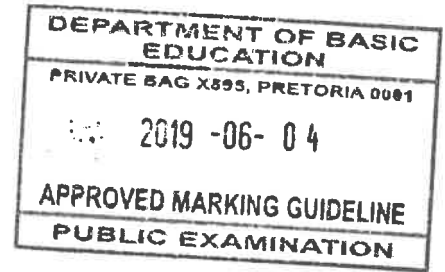 DEPARTMENT OF BASIC
EDUCATION
PRIVATE BAG X895, PRETORIA 0001
2019 -06- 04
APPROVED MARKING GUIDELINE
PUBLIC EXAMINATION